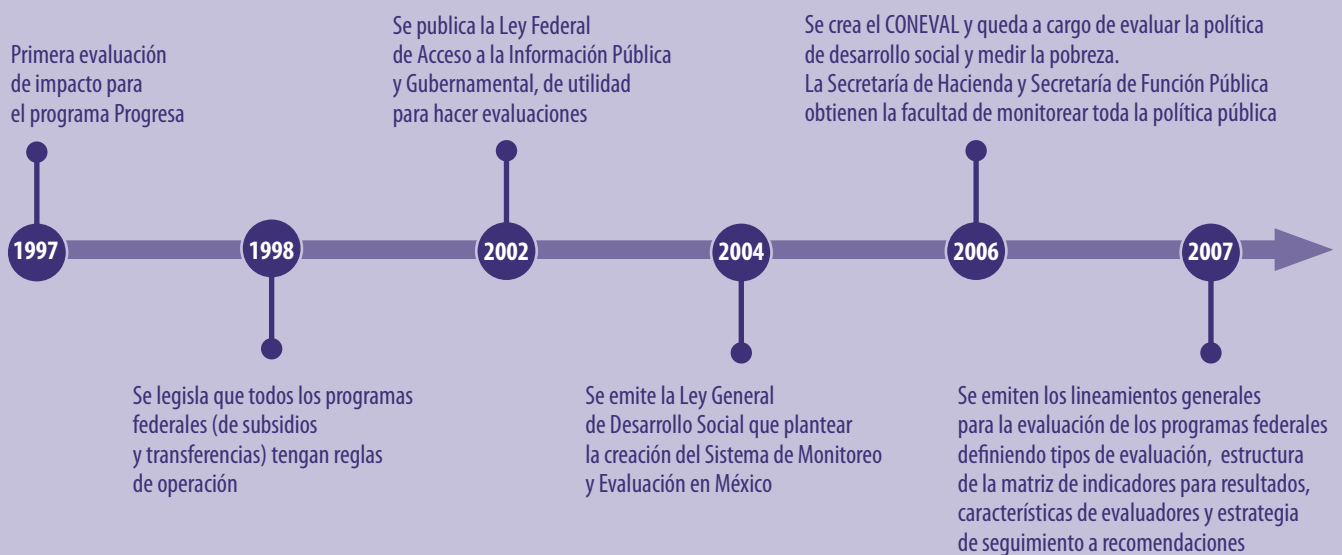 Primera evaluación
de impacto para
el programa Progresa
Se publica la Ley Federal
de Acceso a la Información Pública
y Gubernamental, de utilidad
para hacer evaluaciones
Se crea el CONEVAL y queda a cargo de evaluar la política
de desarrollo social y medir la pobreza.
La Secretaría de Hacienda y Secretaría de Función Pública
obtienen la facultad de monitorear toda la política pública
1997
1998
2002
2004
2006
2007
Se legisla que todos los programas
federales (de subsidios
y transferencias) tengan reglas
de operación
Se emite la Ley General
de Desarrollo Social que plantear
la creación del Sistema de Monitoreo
y Evaluación en México
Se emiten los lineamientos generales
para la evaluación de los programas federales
definiendo tipos de evaluación, estructura
de la matriz de indicadores para resultados,
características de evaluadores y estrategia
de seguimiento a recomendaciones